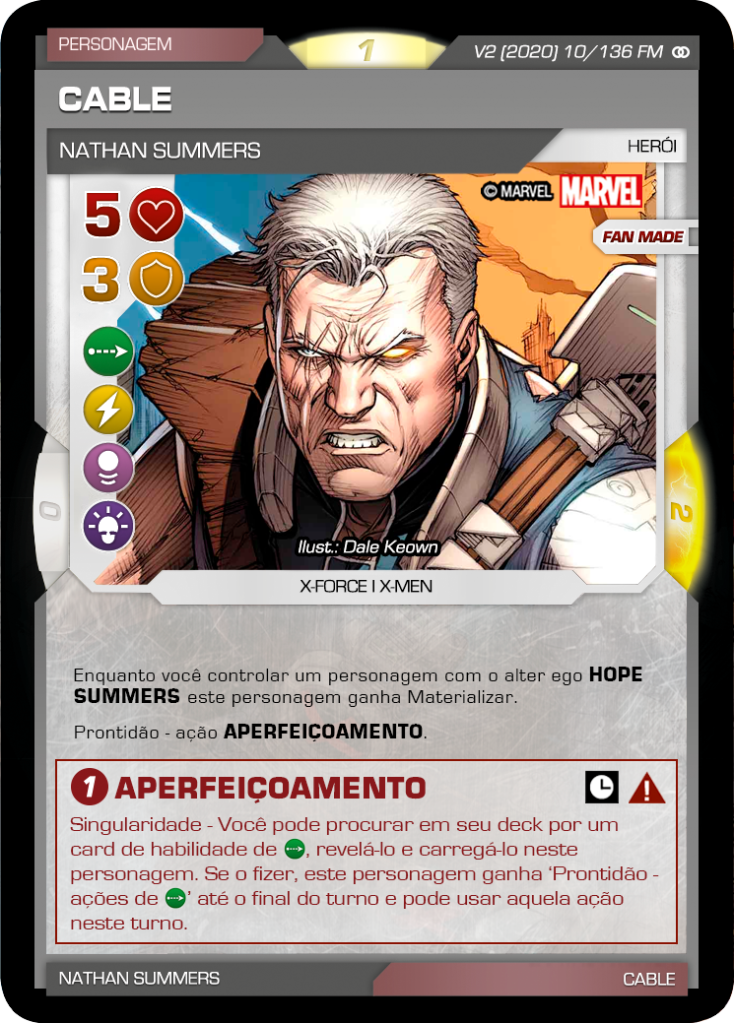 PERSONAGEM
1
V2 (2020) 10/136 FM
CABLE
NATHAN SUMMERS
HERÓI
5
© MARVEL MARVEL
FAN MADE
3
0
2
Ilust.: Dale Keown
X-FORCE | X-MEN
Enquanto você controlar um personagem com o alter ego HOPE
SUMMERS este personagem ganha Materializar.
Prontidão - ação APERFEIÇOAMENTO.
1 APERFEIÇOAMENTO
Singularidade - Você pode procurar em seu deck por um
card de habilidade de , revelá-lo e carregá-lo neste
personagem. Se o fizer, este personagem ganha ‘Prontidão -
ações de ’ até o final do turno e pode usar aquela ação
neste turno.
NATHAN SUMMERS
CABLE